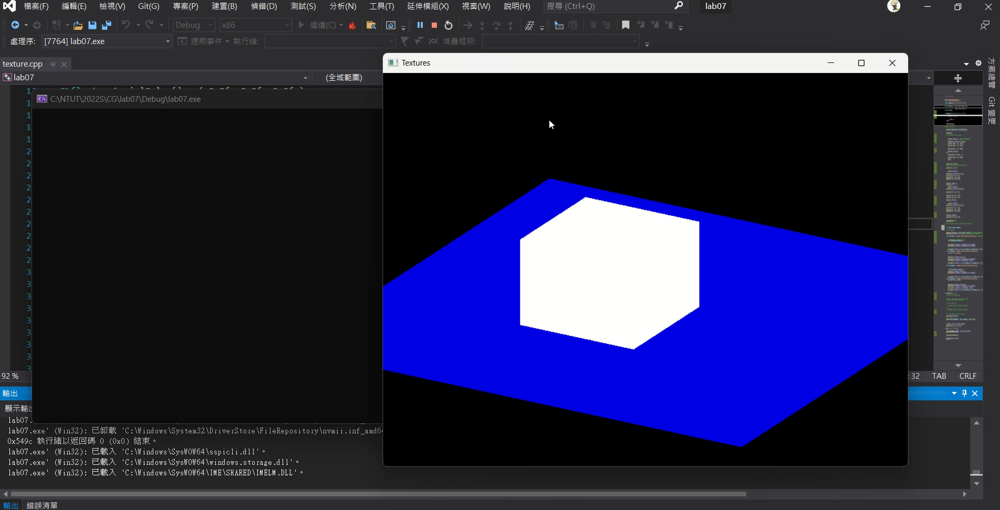 檔案(F) 編輯(E) 檢視(V) Git(G) 專案(P) 建置(B) 偵錯(D) 測試(S) 分析(N) 工具(T) 延伸模組(X) 視窗(W) 說明(H) 搜尋 (Ctrl+Q) lab07
Debug x86 繼續(C)
處理序: [7764] lab07.exe 週期事件 執行緒: 堆疊框架:
texture.cpp
lab07 (全域範圍)
Textures
C:\NTUT\2022S\CG\lab07\Debug\lab07.exe
方案總管
Git 變更
92 %
: 32 TAB CRLF
輸出
顯示輸出
lab07.
lab07.exe' (Win32): 已卸載 'C:\Windows\System32\DriverStore\FileRepository\nvmii.inf_amd64
0x549c 執行緒以返回碼 0 (0x0) 結束。
lab07.exe' (Win32): 已載入 'C:\Windows\SysWOW64\sspicli.dll'。
lab07.exe' (Win32): 已載入 'C:\Windows\SysWOW64\windows.storage.dll'。
lab07.exe' (Win32): 已載入 'C:\Windows\SysWOW64\IME\SHARED\IMELM.DLL'。
輸出 錯誤清單